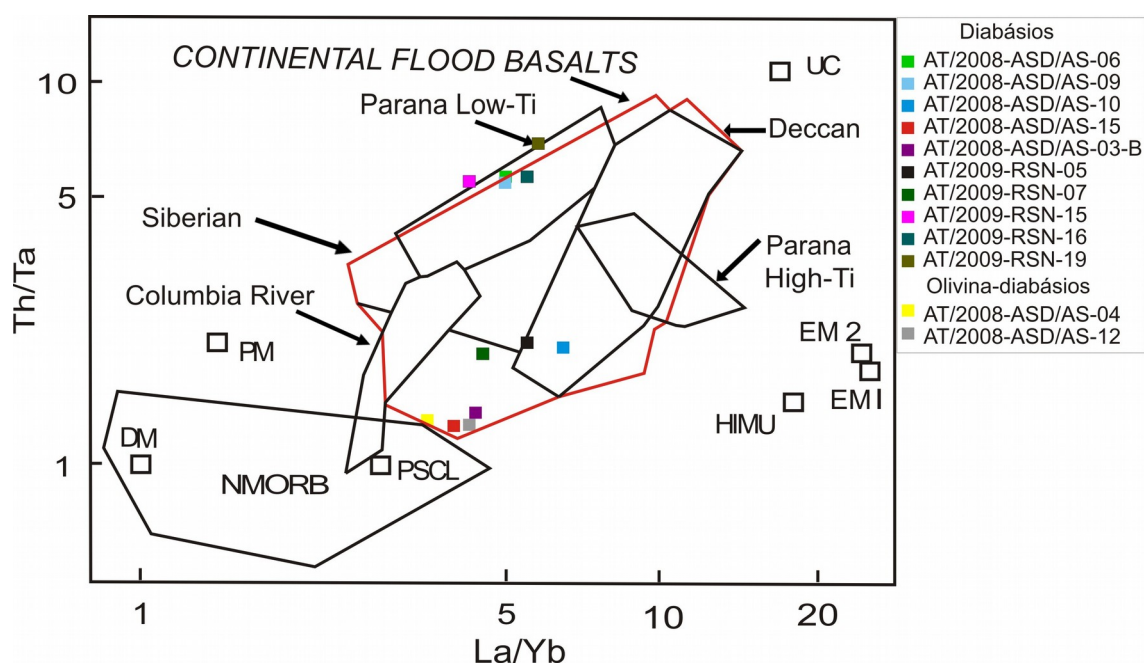 CONTINENTAL FLOOD BASALTS
UC
10
Parana Low-Ti
Deccan
5
Siberian
Parana
High-Ti
Columbia River
Th/Ta
PM
EM 2
EM I
HIMU
DM
1
NMORB
PSCL
1
5
10
20
La/Yb
Diabásios
AT/2008-ASD/AS-06
AT/2008-ASD/AS-09
AT/2008-ASD/AS-10
AT/2008-ASD/AS-15
AT/2008-ASD/AS-03-B
AT/2009-RSN-05
AT/2009-RSN-07
AT/2009-RSN-15
AT/2009-RSN-16
AT/2009-RSN-19
Olivina-diabásios
AT/2008-ASD/AS-04
AT/2008-ASD/AS-12